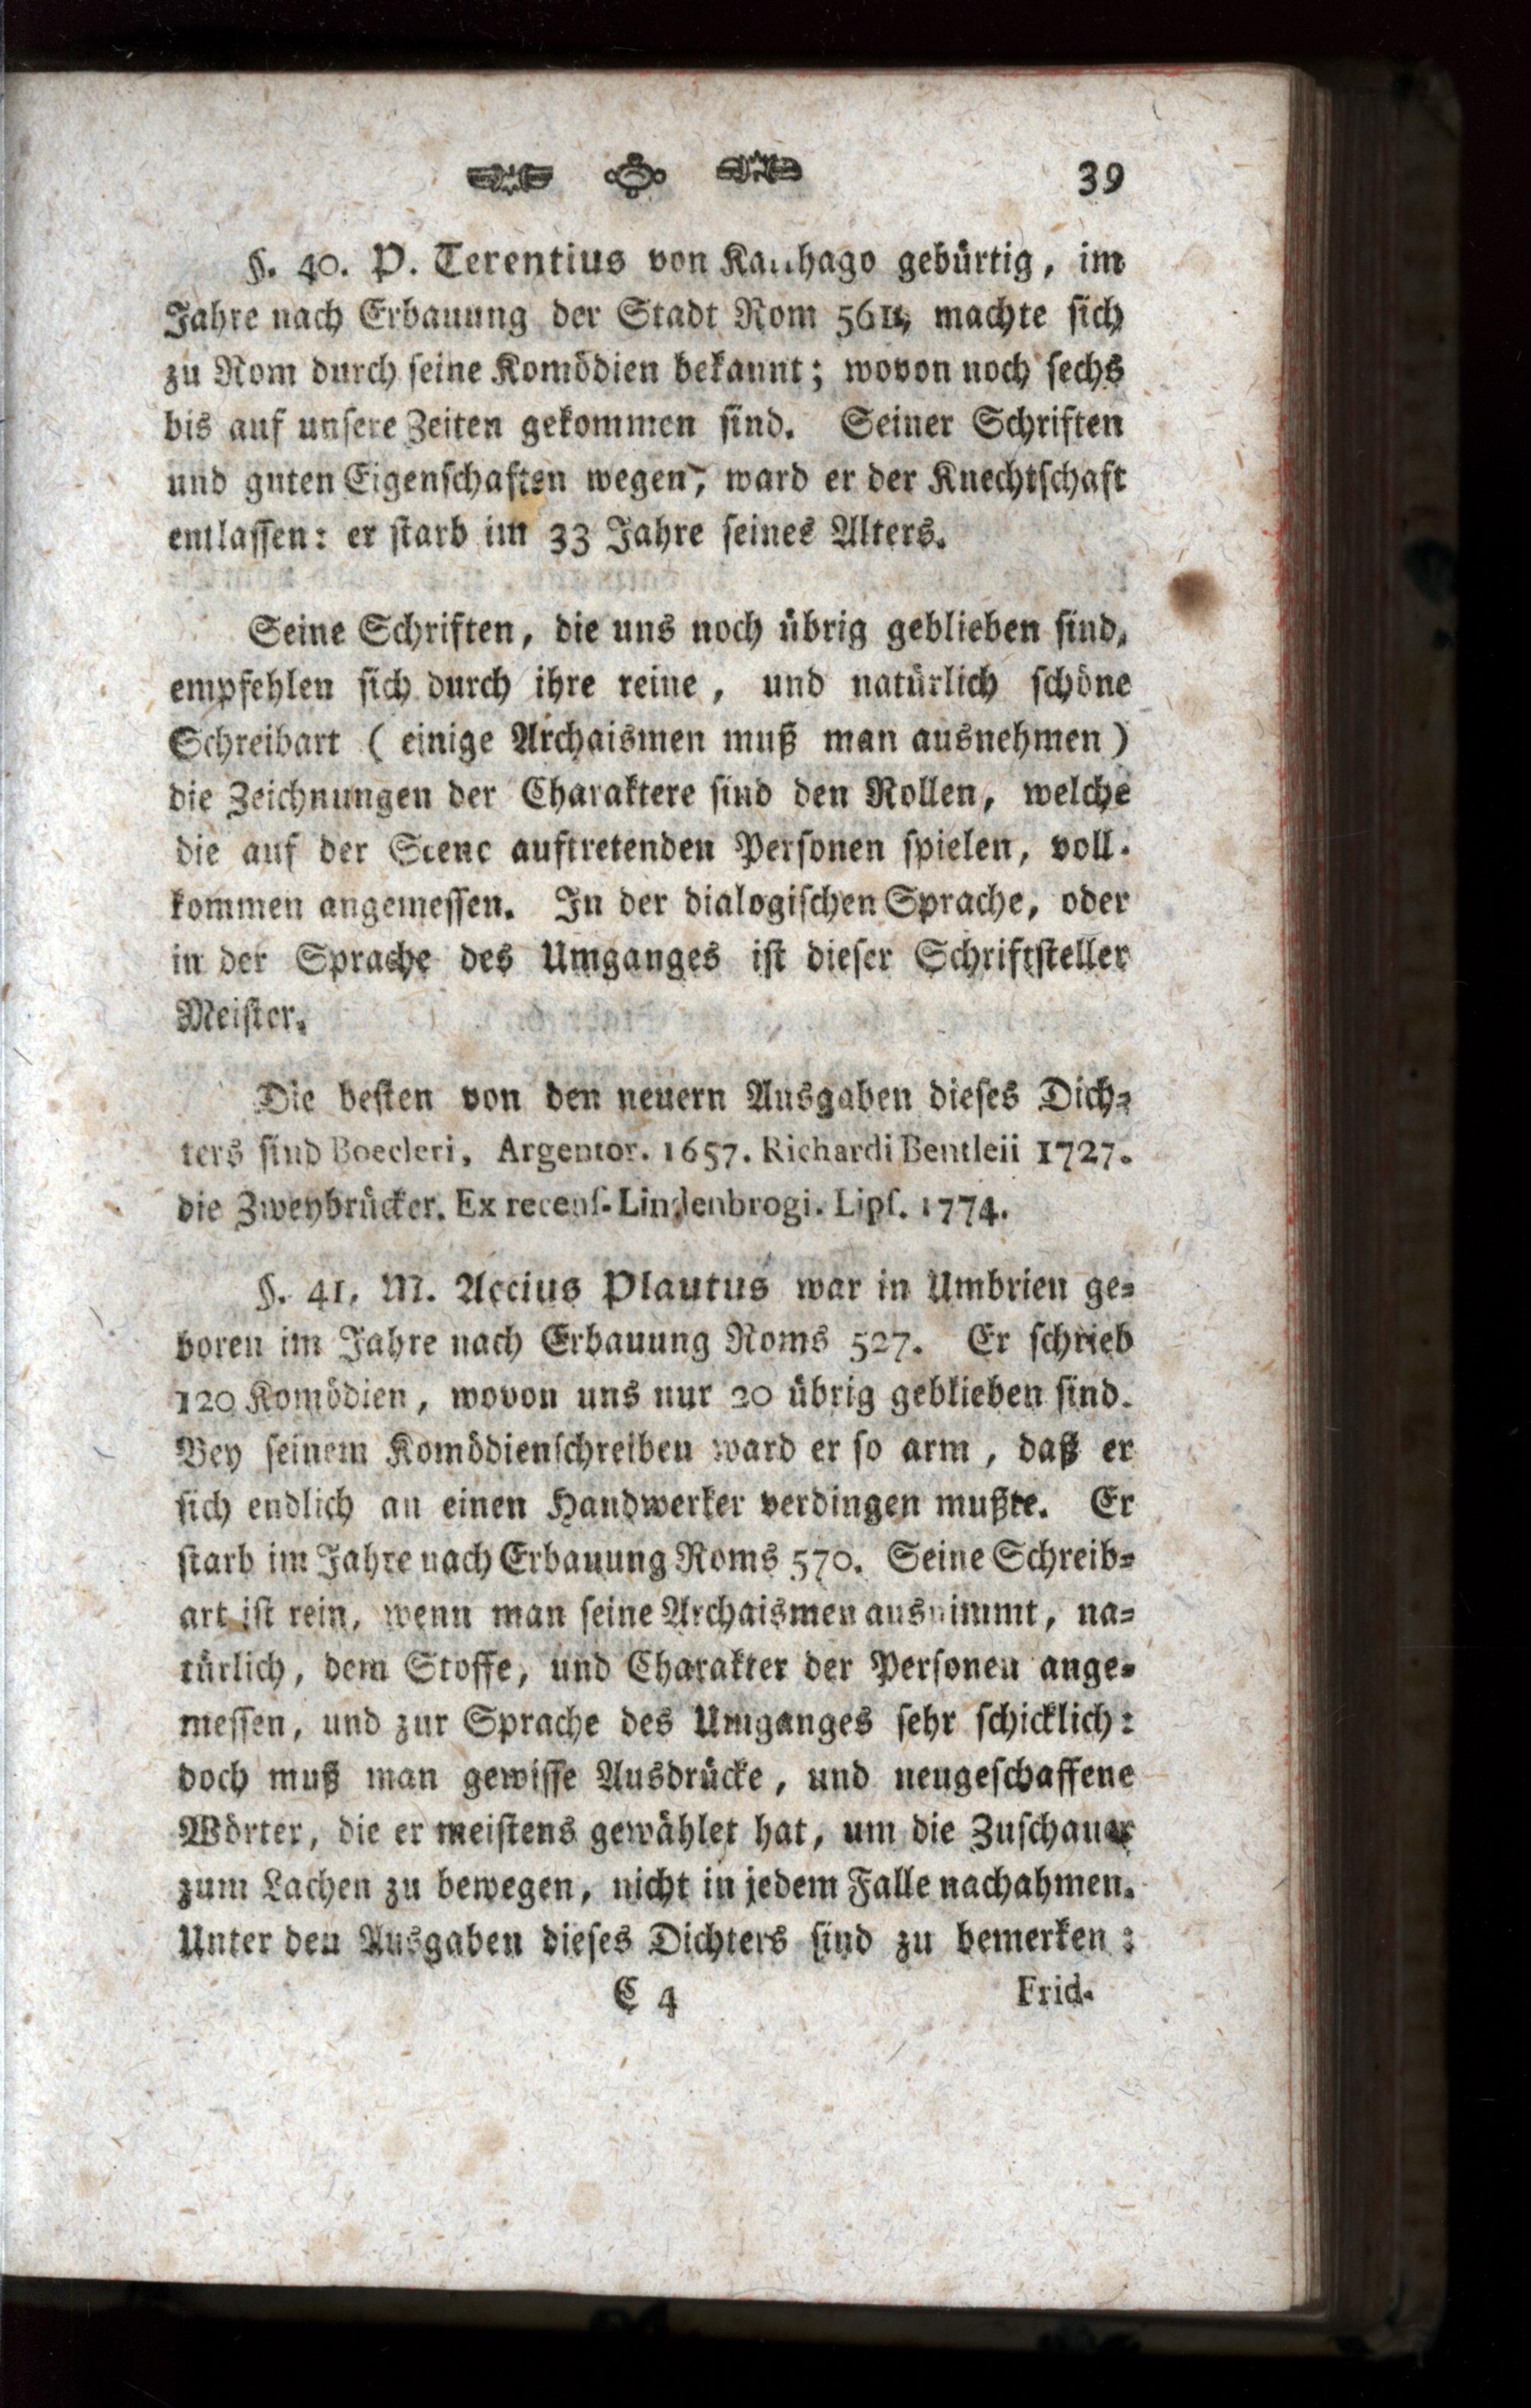 39
§. 40. P. Terentius von Karthago gebürtig, im
Jahre nach Erbauung der Stadt Rom 561, machte sich
zu Rom durch seine Komödien bekannt; wovon noch sechs
bis auf unsere Zeiten gekommen sind. Seiner Schriften
und guten Eigenschaften wegen, ward er der Knechtschaft
entlassen: er starb im 33 Jahre seines Alters.
Seine Schriften, die uns noch übrig geblieben sind,
empfehlen sich durch ihre reine, und natürlich schöne
Schreibart (einige Archaismen muß man ausnehmen)
die Zeichnungen der Charaktere sind den Rollen, welche
die auf der Scene auftretenden Personen spielen, voll-
kommen angemessen. In der dialogischen Sprache, oder
in der Sprache des Umganges ist dieser Schriftsteller
Meister.
Die besten von den neuern Ausgaben dieses Dich-
ters sind Boecleri, Argentor. 1657. Richardi Bentleii 1727.
die Zweybrücker. Ex recens. Lindenbrogi. Lips. 1774.
§. 41. M. Accius Plautus war in Umbrien ge-
boren im Jahre nach Erbauung Roms 527. Er schrieb
120 Komödien, wovon uns nur 20 übrig geblieben sind.
Bey seinem Komödienschreiben ward er so arm, daß er
sich endlich an einen Handwerker verdingen mußte. Er
starb im Jahre nach Erbauung Roms 570. Seine Schreib-
art ist rein, wenn man seine Archaismen ausnimmt, na-
türlich, dem Stoffe, und Charakter der Personen ange-
messen, und zur Sprache des Umganges sehr schicklich:
doch muß man gewisse Ausdrücke, und neugeschaffene
Wörter, die er meistens gewählet hat, um die Zuschauer
zum Lachen zu bewegen, nicht in jedem Falle nachahmen.
Unter den Ausgaben dieses Dichters sind zu bemerken:
C 4 Frid-